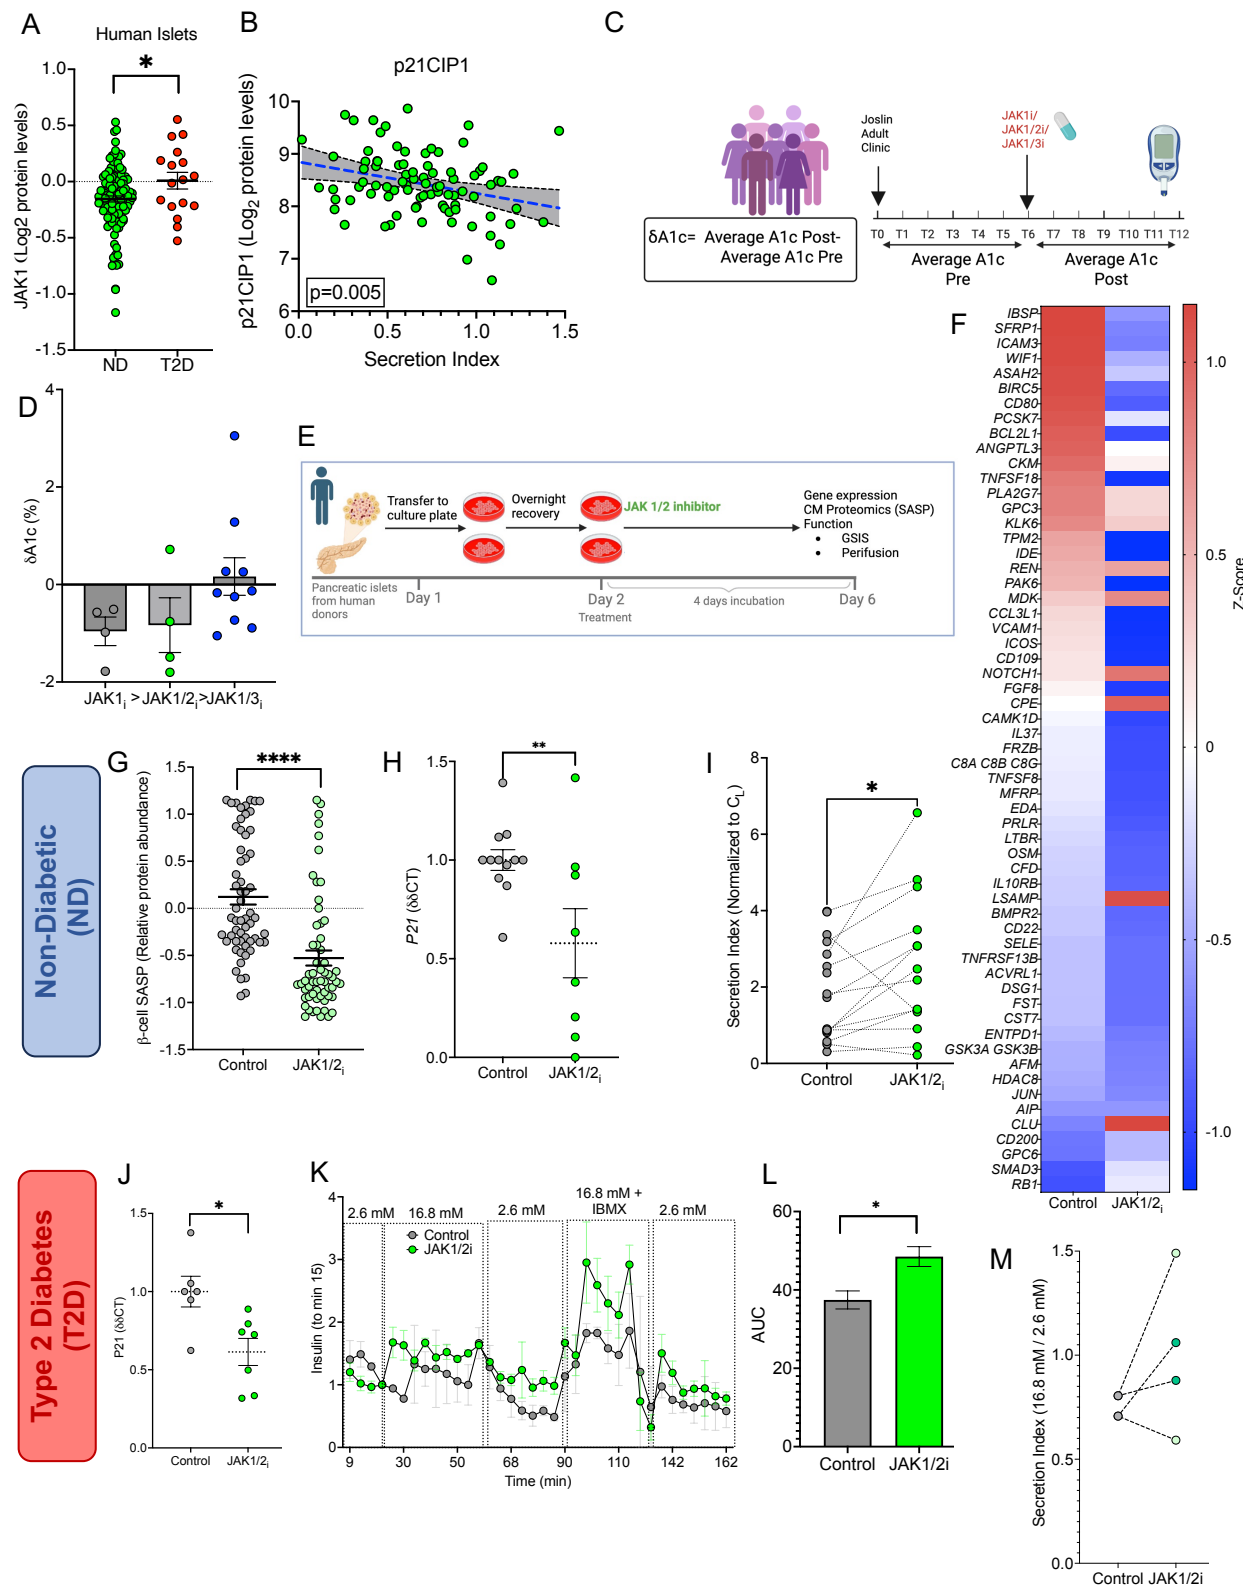 A
Human Islets
*
JAK1 (Log2 protein levels)
1.0
0.5
0.0
-0.5
-1.0
-1.5
ND
T2D
B
p21CIP1
p21CIP1 (Log2 protein levels)
10
9
8
7
6
p=0.005
0.0
0.5
1.0
1.5
Secretion Index
C
Joslin
Adult
Clinic
JAK1i/
JAK1/2i/
JAK1/3i
δA1c= Average A1c Post-
Average A1c Pre
T0
T1
T2
T3
T4
T5
T6
T7
T8
T9
T10
T11
T12
Average A1c
Pre
Average A1c
Post
D
δA1c (%)
4
2
0
-2
JAK1i >JAK1/2i>JAK1/3i
E
Transfer to
culture plate
Overnight
recovery
JAK 1/2 inhibitor
Gene expression
CM Proteomics (SASP)
Function
• GSIS
• Perifusion
Pancreatic islets
from human
donors
Day 1
Day 2
Treatment
4 days incubation
Day 6
F
IBSP
SFRP1
ICAM3
WIF1
ASAH2
BIRC5
CD80
PCSK7
BCL2L1
ANGPTL3
CKM
TNFSF18
PLA2G7
GPC3
KLK6
TPM2
IDE
REN
PAK6
MDK
CCL3L1
VCAM1
ICOS
CD109
NOTCH1
FGF8
CPE
CAMK1D
IL37
FRZB
C8A C8B C8G
TNFSF8
MFRP
EDA
PRLR
LTBR
OSM
CFD
IL10RB
LSAMP
BMPR2
CD22
SELE
TNFRSF13B
ACVRL1
DSG1
FST
CST7
ENTPD1
GSK3A GSK3B
AFM
HDAC8
JUN
AIP
CLU
CD200
GPC6
SMAD3
RB1
Control
JAK1/2i
1.0
0.5
0
-0.5
-1.0
Z-Score
Non-Diabetic
(ND)
G
****
β-cell SASP (Relative protein abundance)
1.5
1.0
0.5
0.0
-0.5
-1.0
-1.5
Control
JAK1/2i
H
**
P21 (δδCT)
1.5
1.0
0.5
0.0
Control
JAK1/2i
I
*
Secretion Index (Normalized to CL)
8
6
4
2
0
Control
JAK1/2i
Type 2 Diabetes
(T2D)
J
*
P21 (δδCT)
1.5
1.0
0.5
0.0
Control
JAK1/2i
K
2.6 mM
16.8 mM
2.6 mM
16.8 mM +
IBMX
2.6 mM
Control
JAK1/2i
Insulin (to min 15)
4
3
2
1
0
9
30
50
68
90
110
142
162
Time (min)
L
*
AUC
60
40
20
0
Control
JAK1/2i
M
Secretion Index (16.8 mM / 2.6 mM)
1.5
1.0
0.5
0.0
Control JAK1/2i